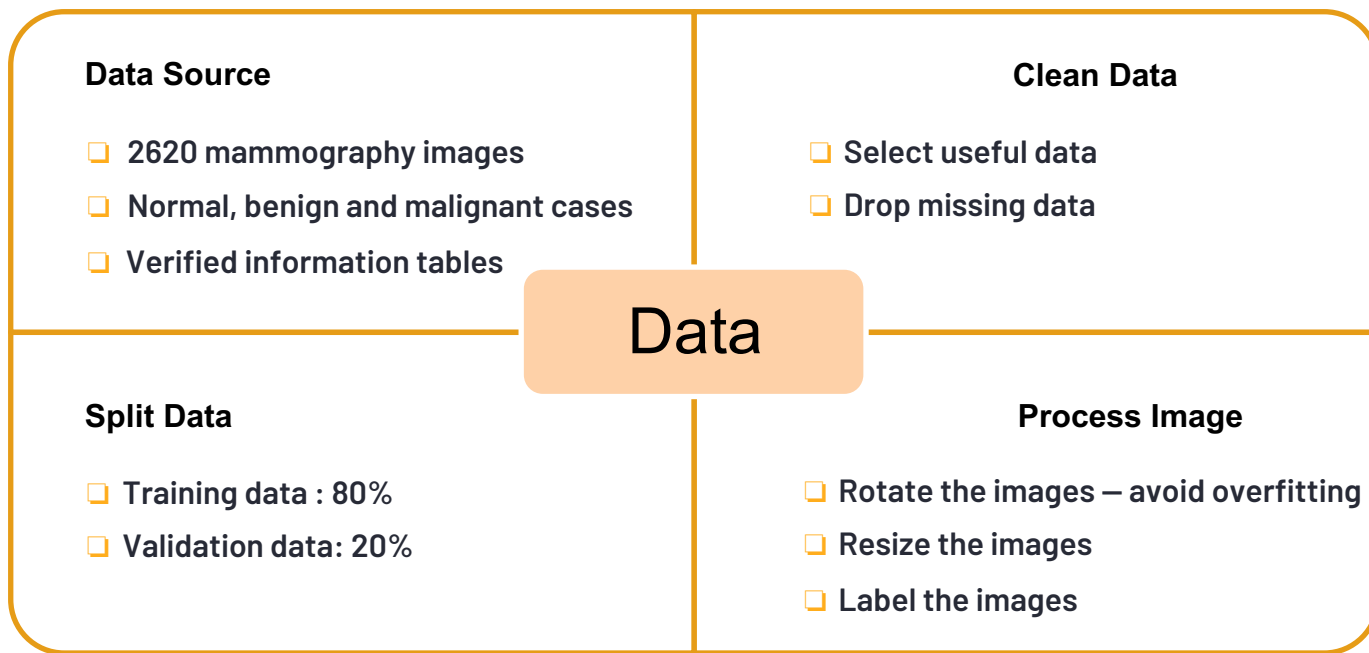 Data Source
❏ 2620 mammography images
❏ Normal, benign and malignant cases
❏ Verified information tables
Clean Data
❏ Select useful data
❏ Drop missing data
Data
Split Data
❏ Training data : 80%
❏ Validation data: 20%
Process Image
❏ Rotate the images — avoid overfitting
❏ Resize the images
❏ Label the images